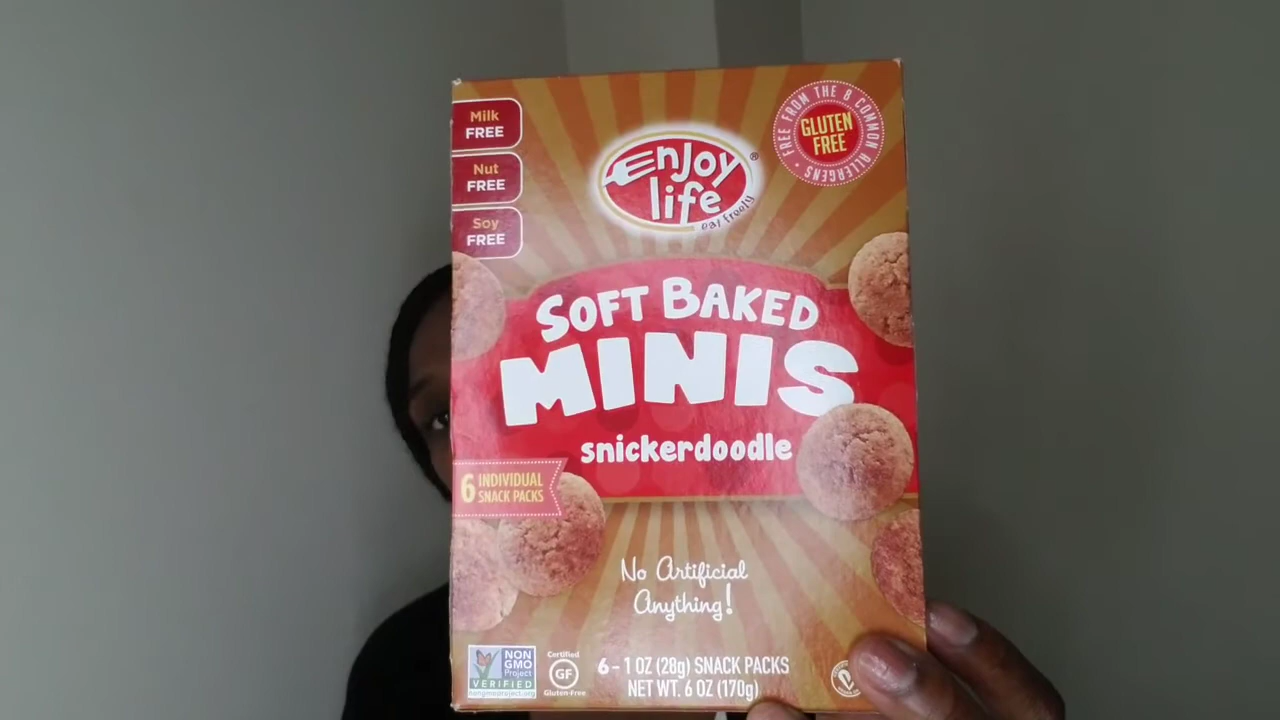 Milk
FREE
Nut
FREE
Soy
FREE
FREE FROM THE 8 COMMON ALLERGENS •
GLUTEN
FREE
enjoy
life
®
eat freely
SOFT BAKED
MINIS
snickerdoodle
6 INDIVIDUAL
SNACK PACKS
No Artificial
Anything!
NON
GMO
Project
VERIFIED
nongmoproject.org
Certified
GF
Gluten-Free
6 – 1 OZ (28g) SNACK PACKS
NET WT. 6 OZ (170g)